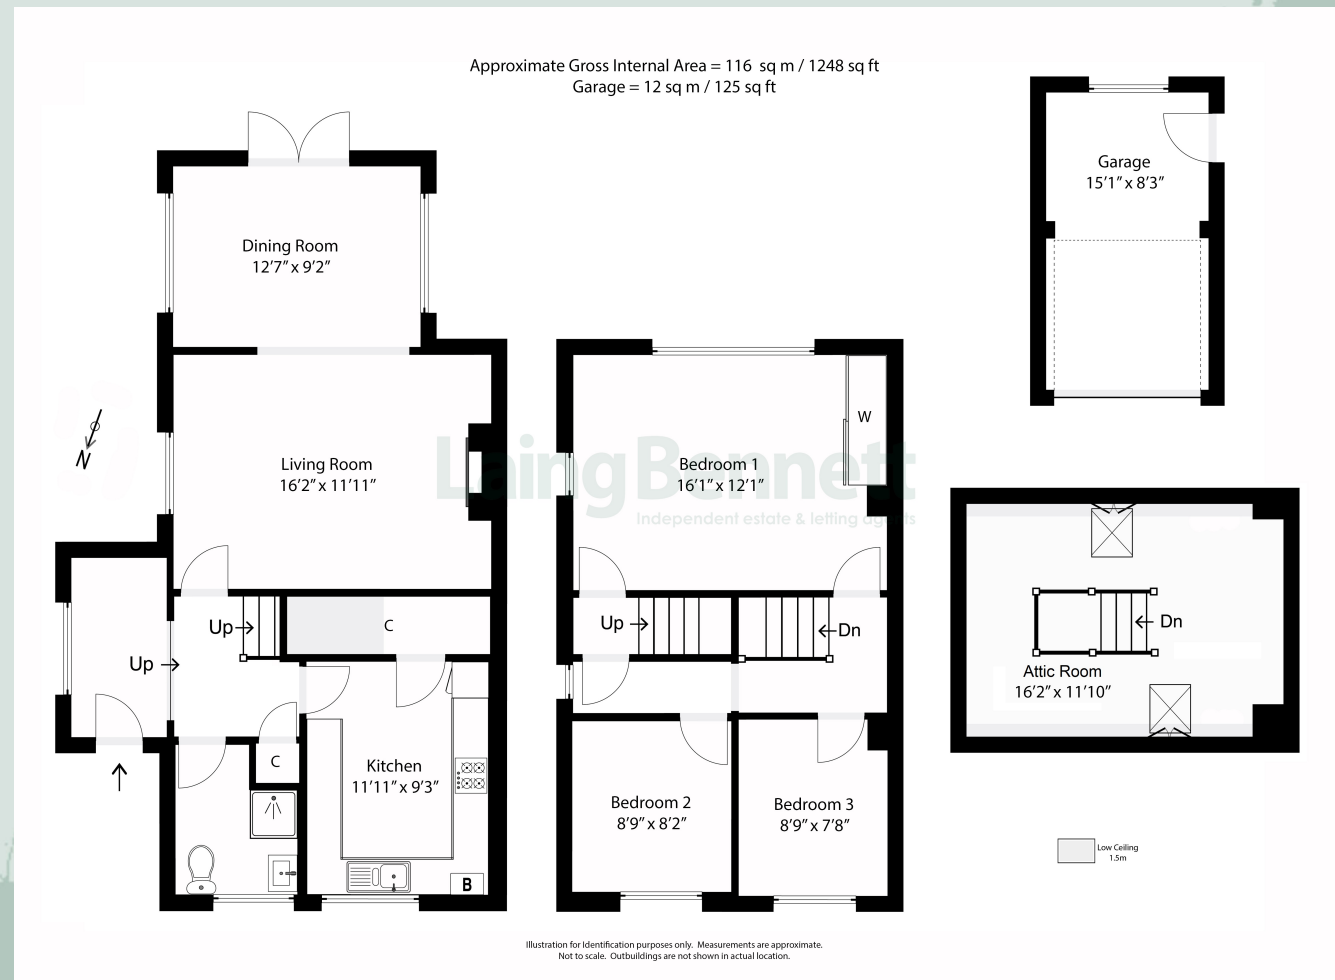 Approximate Gross Internal Area = 116 sq m / 1248 sq ft
Garage = 12 sq m / 125 sq ft
Dining Room
12'7" x 9'2"
N
Living Room
16'2" x 11'11"
Up
Up
C
C
Kitchen
11'11" x 9'3"
B
Laing Bennett
Independent estate & letting agents
Bedroom 1
16'1" x 12'1"
W
Up
Dn
Bedroom 2
8'9" x 8'2"
Bedroom 3
8'9" x 7'8"
Garage
15'1" x 8'3"
Dn
Attic Room
16'2" x 11'10"
Low Ceiling
1.5m
Illustration for Identification purposes only. Measurements are approximate.
Not to scale. Outbuildings are not shown in actual location.